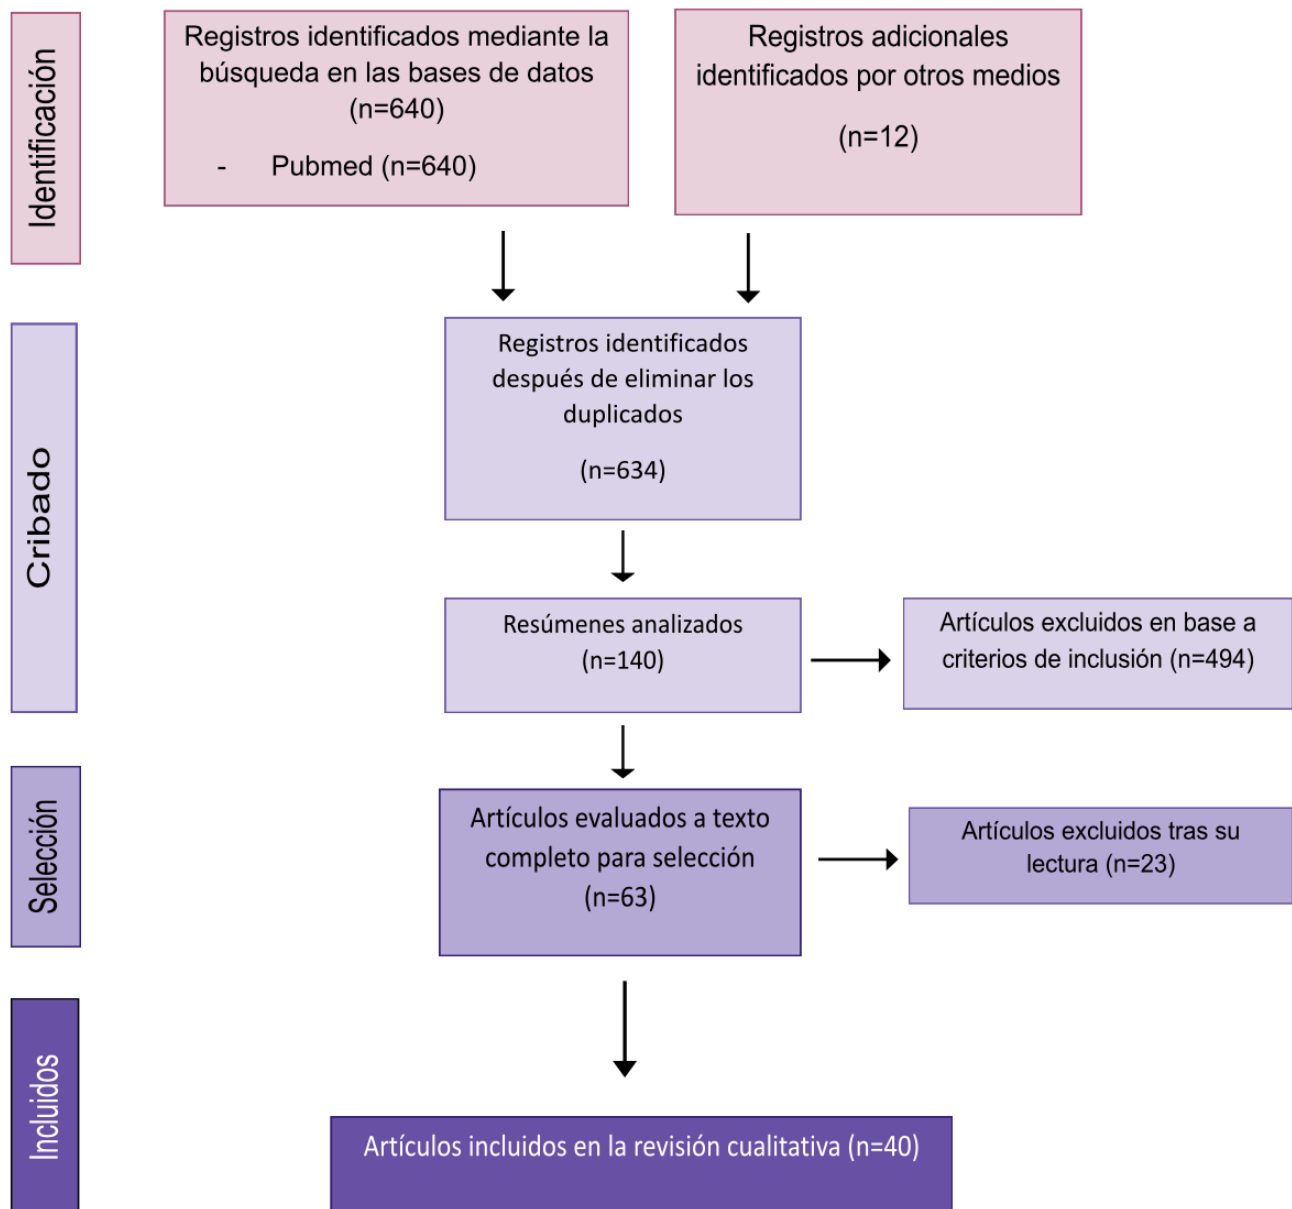 Identificación
Registros identificados mediante la
búsqueda en las bases de datos
(n=640)
- Pubmed (n=640)
Registros adicionales
identificados por otros medios
(n=12)
Cribado
Registros identificados
después de eliminar los
duplicados
(n=634)
Resúmenes analizados
(n=140)
Artículos excluidos en base a
criterios de inclusión (n=494)
Selección
Artículos evaluados a texto
completo para selección
(n=63)
Artículos excluidos tras su
lectura (n=23)
Incluidos
Artículos incluidos en la revisión cualitativa (n=40)